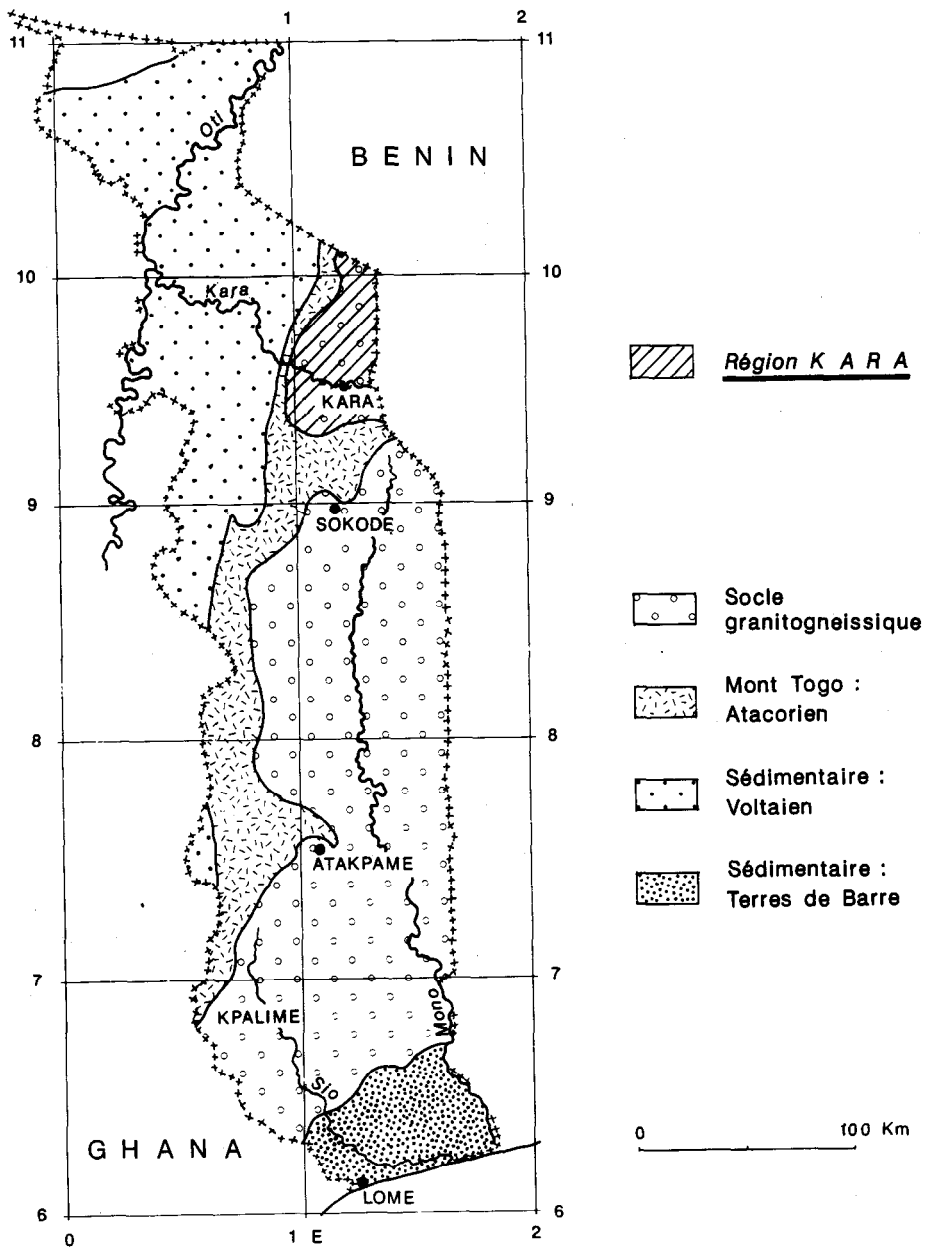 1
2
11
11
Oti
BENIN
10
10
Kara
Région KARA
KARA
9
9
SOKODE
Socle
granitogneissique
Mont Togo :
Atacorien
8
8
Sédimentaire :
Voltaien
ATAKPAME
Sédimentaire :
Terres de Barre
7
7
KPALIME
Mono
Sio
GHANA
0
100 Km
LOME
6
6
0
1 E
2